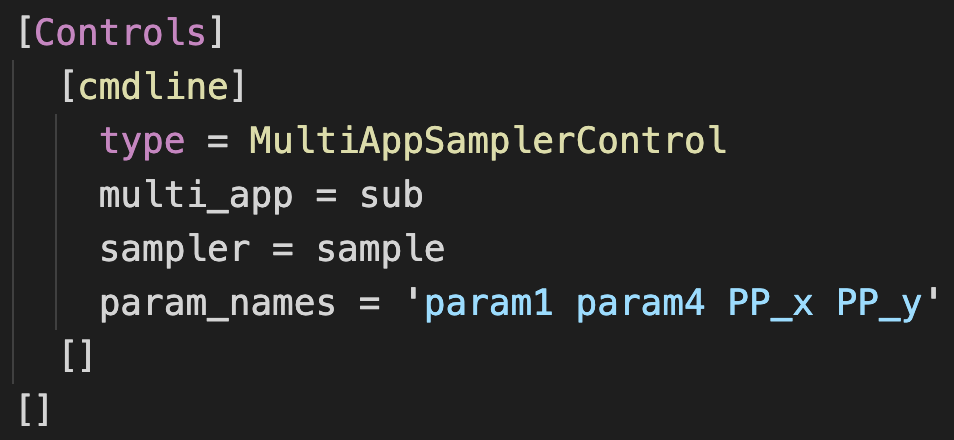 [Controls]
[cmdline]
type = MultiAppSamplerControl
multi_app = sub
sampler = sample
param_names = 'param1 param4 PP_x PP_y'
[]
[]